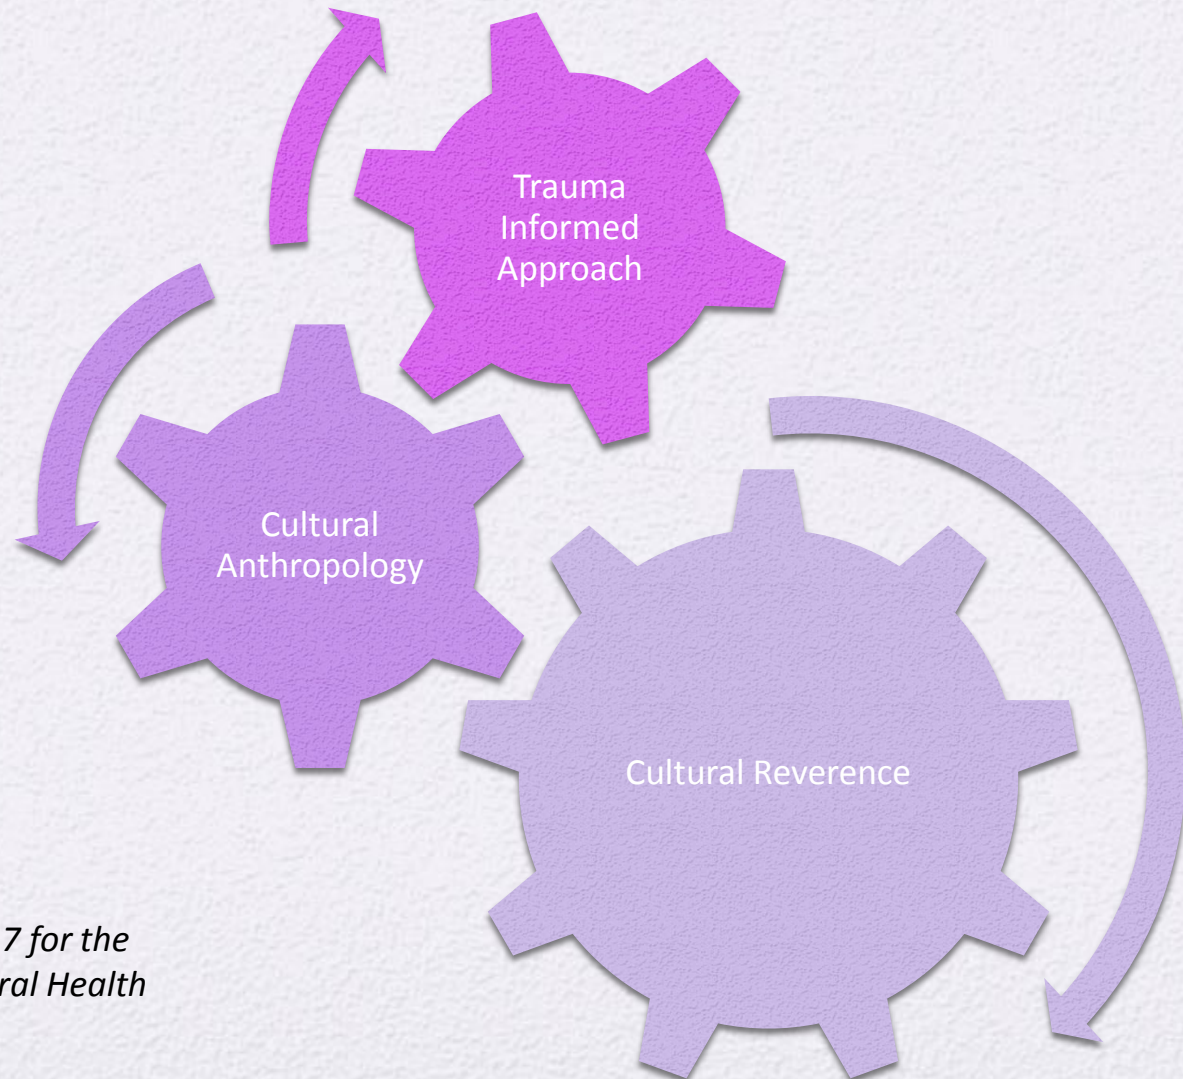 Trauma
Informed
Approach
Cultural
Anthropology
Cultural Reverence
7 for the
ral Health